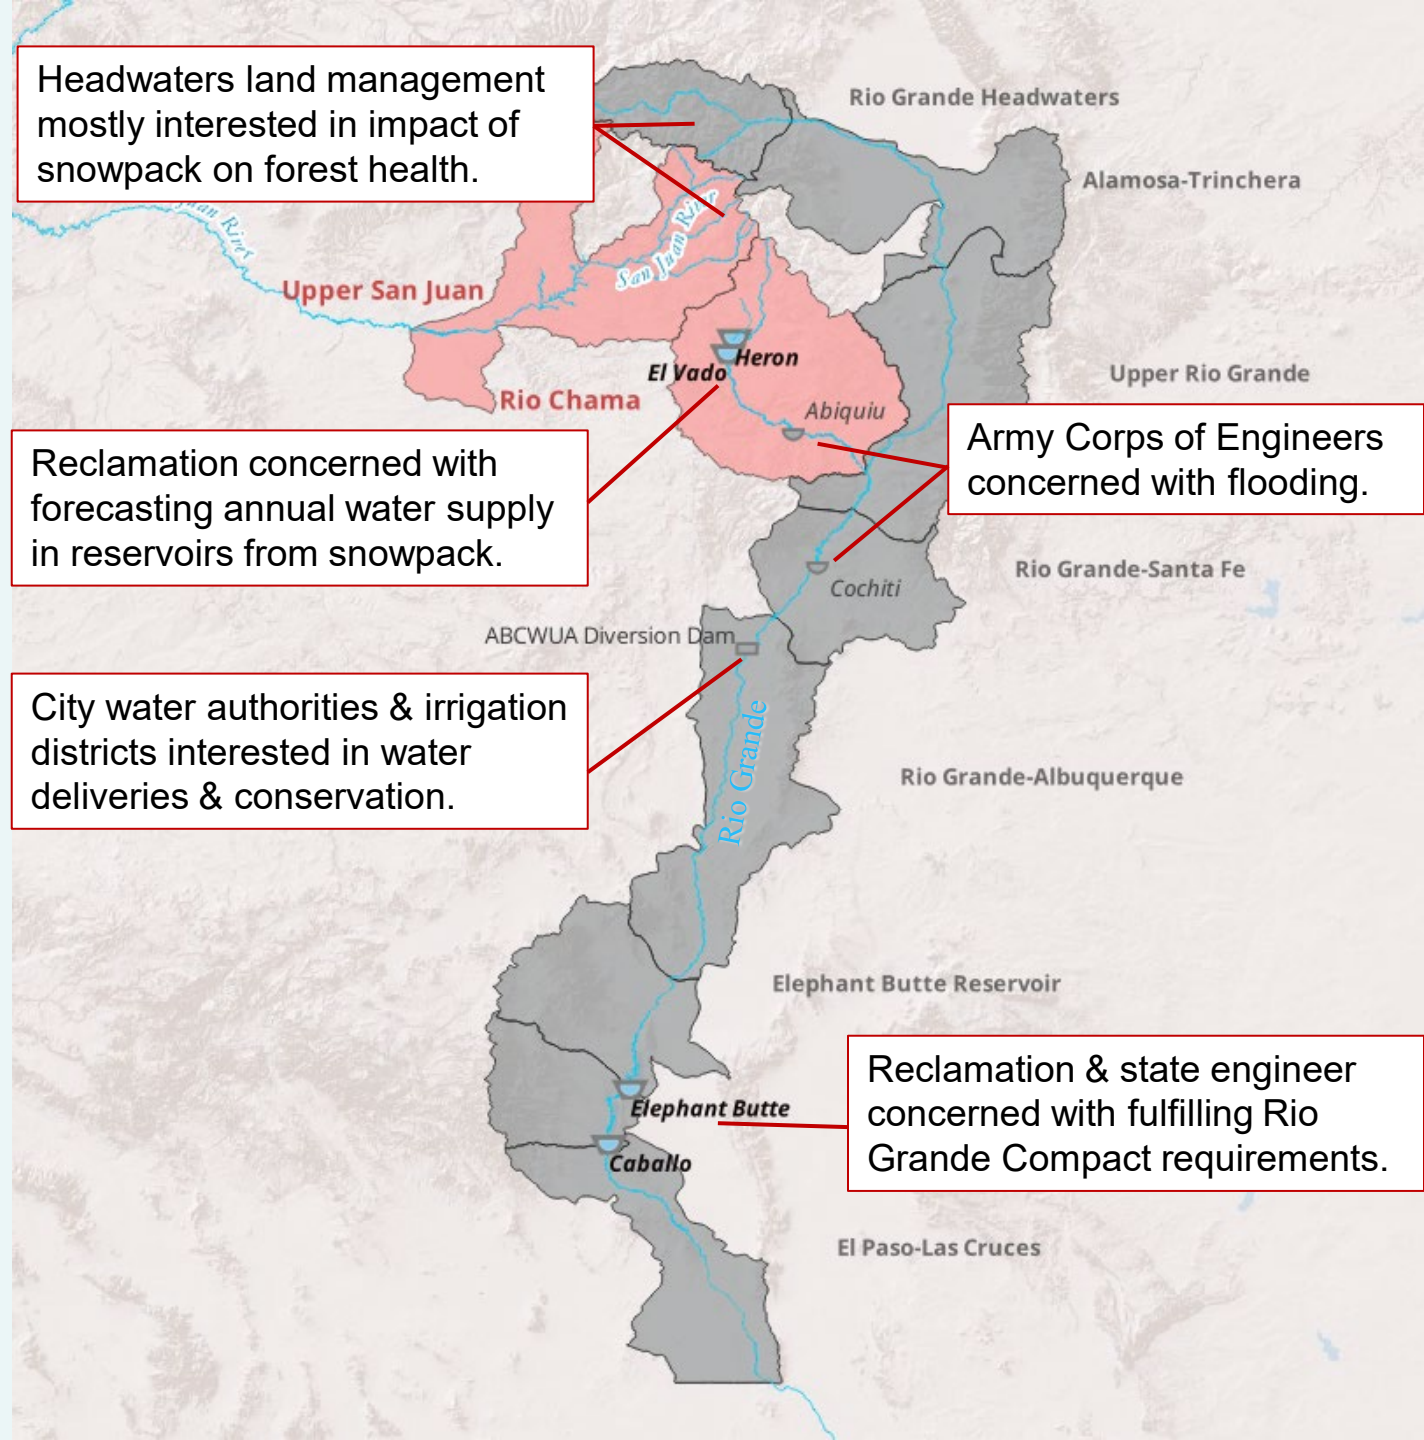 Headwaters land management
mostly interested in impact of
snowpack on forest health.
Rio Grande Headwaters
Alamosa-Trinchera
River
San Juan River
Upper San Juan
Heron
El Vado
Upper Rio Grande
Rio Chama
Abiquiu
Army Corps of Engineers
concerned with flooding.
Reclamation concerned with
forecasting annual water supply
in reservoirs from snowpack.
Rio Grande-Santa Fe
Cochiti
ABCWUA Diversion Dam
City water authorities & irrigation
districts interested in water
deliveries & conservation.
Rio Grande
Rio Grande-Albuquerque
Elephant Butte Reservoir
Reclamation & state engineer
concerned with fulfilling Rio
Grande Compact requirements.
Elephant Butte
Caballo
El Paso-Las Cruces